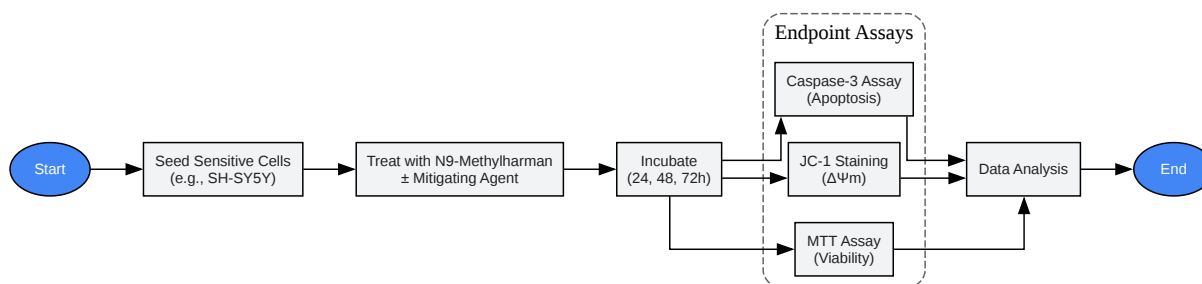 Endpoint Assays
Start
Seed Sensitive Cells
(e.g., SH-SY5Y)
Treat with N9-Methylharman
± Mitigating Agent
Incubate
(24, 48, 72h)
Caspase-3 Assay
(Apoptosis)
JC-1 Staining
(ΔΨm)
MTT Assay
(Viability)
Data Analysis
End